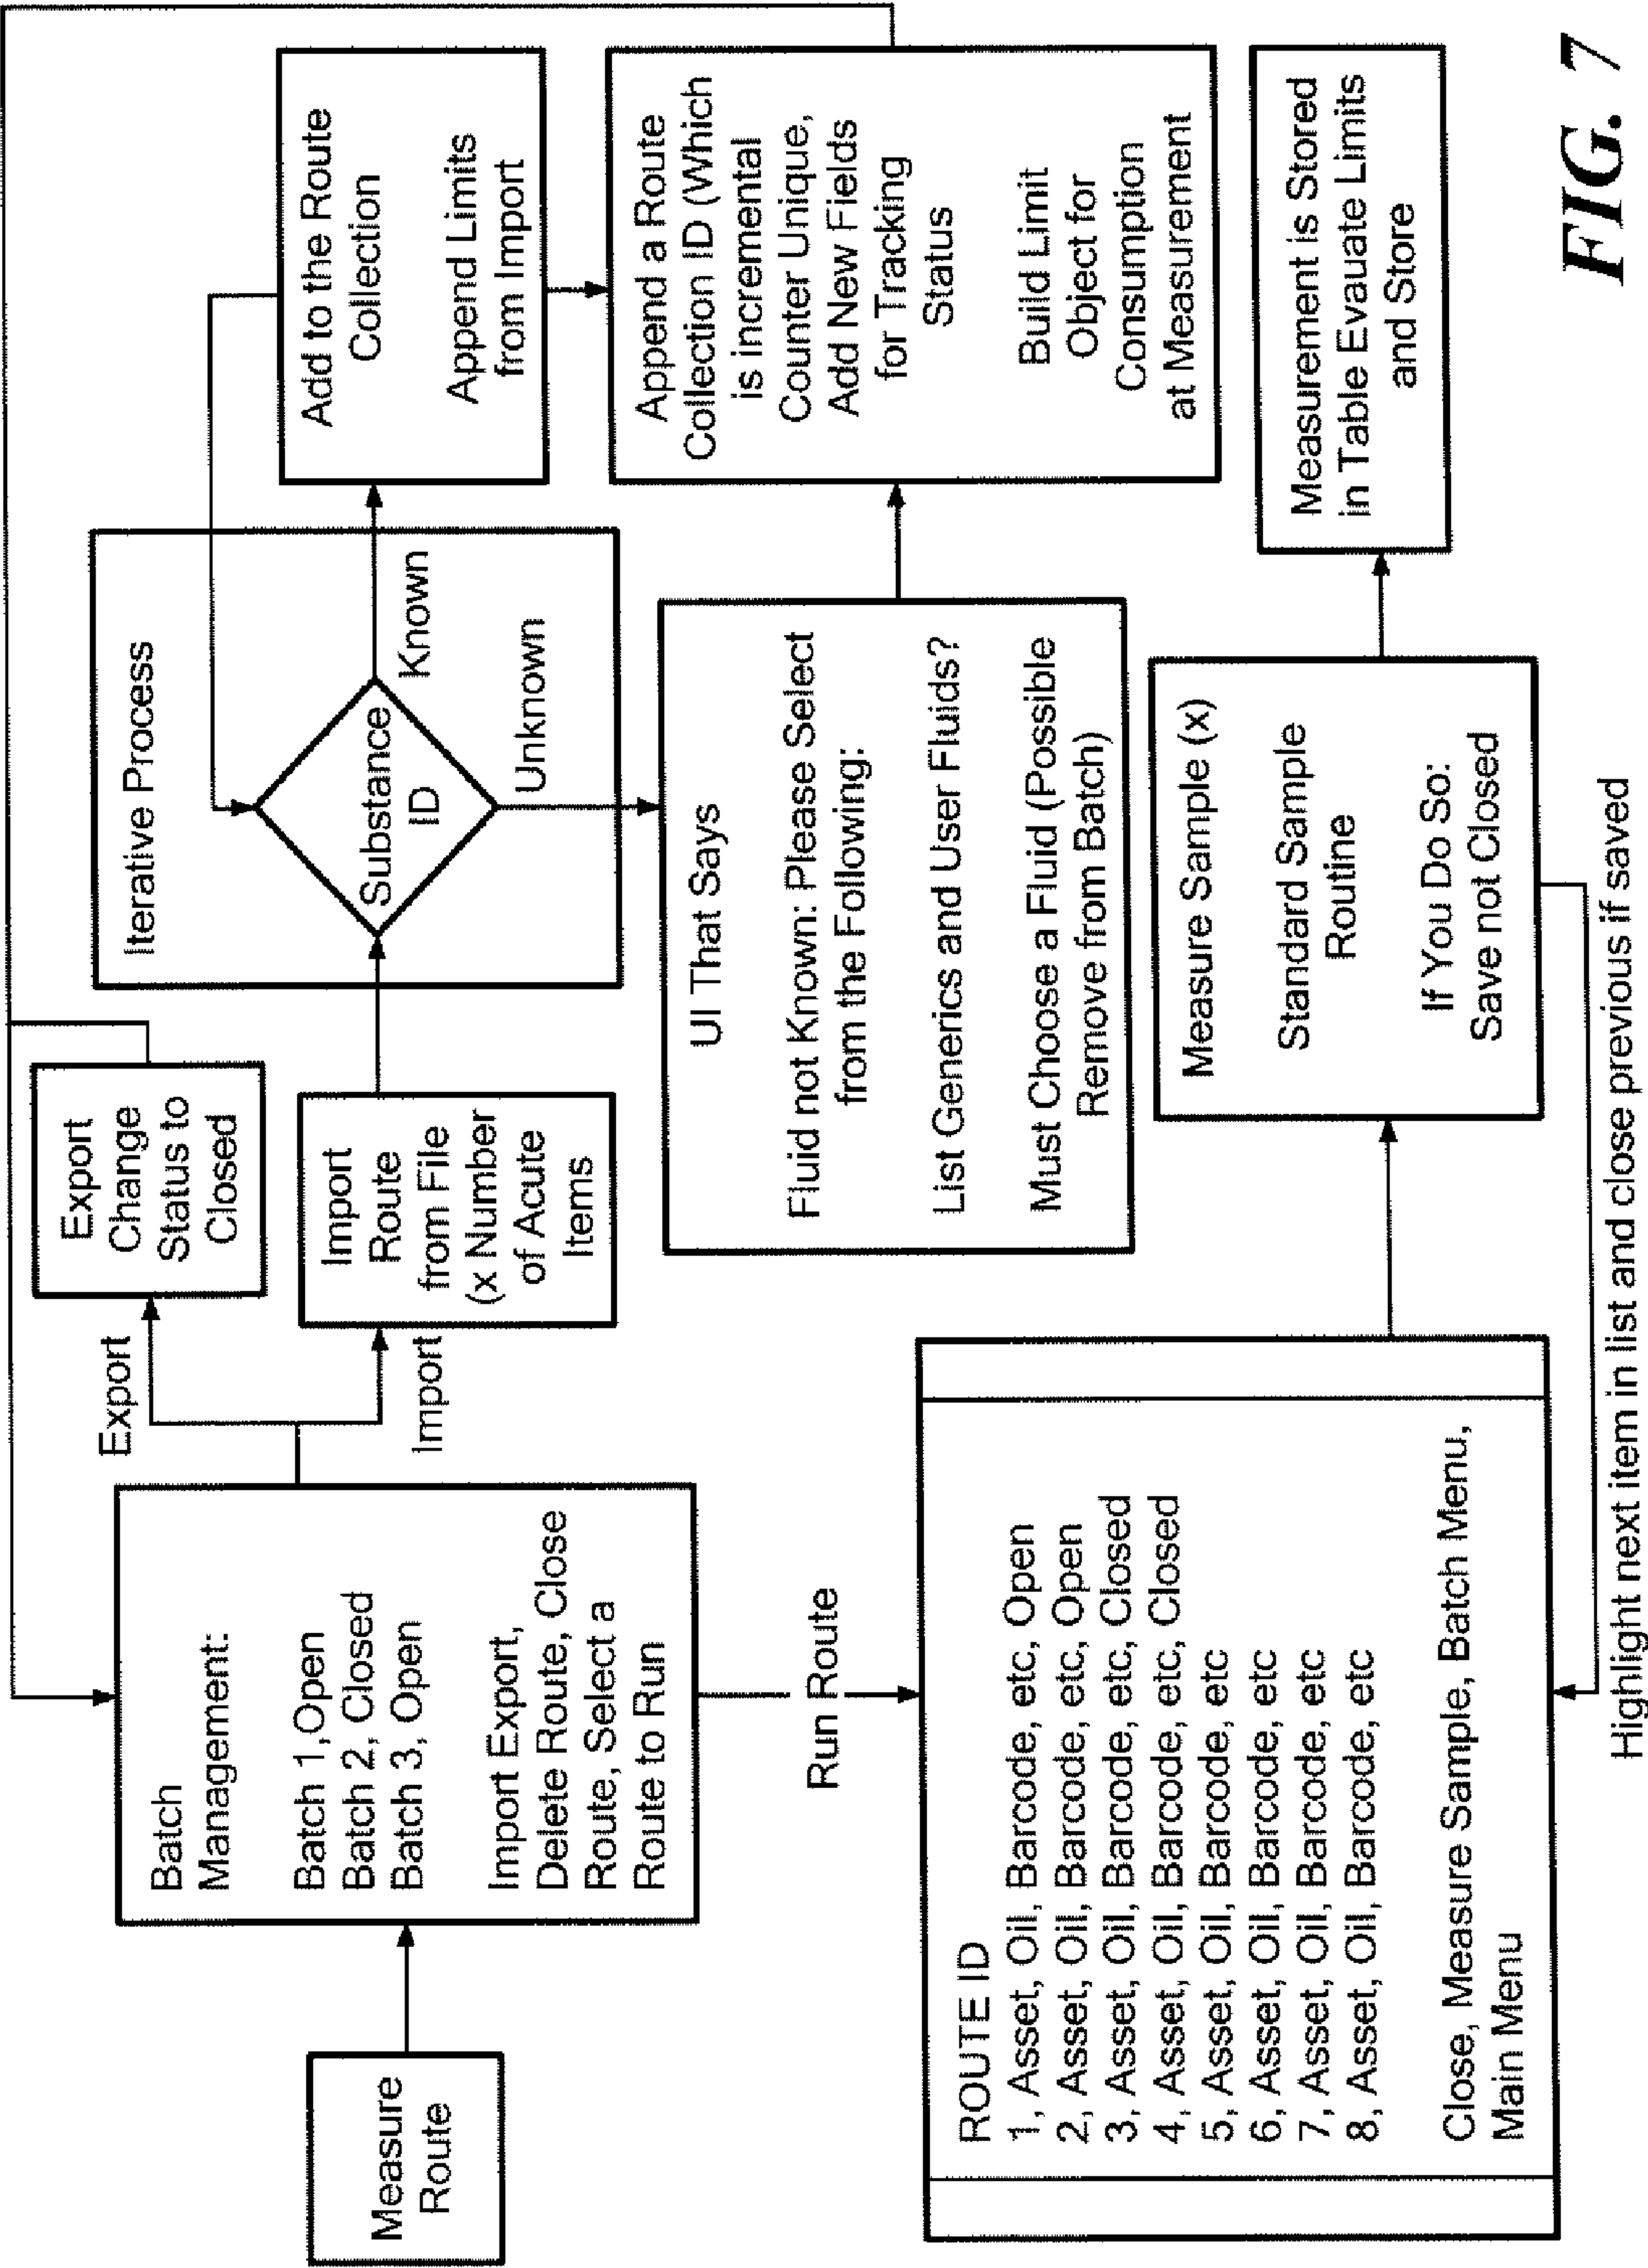 Measure
Route
Batch
Management:
Batch 1,Open
Batch 2, Closed
Batch 3, Open
Import Export,
Delete Route, Close
Route, Select a
Route to Run
Export
Import
Export
Change
Status to
Closed
Import
Route
from File
(x Number
of Acute
Items
Iterative Process
Substance
ID
Known
Unknown
Add to the Route
Collection
Append Limits
from Import
UI That Says
Fluid not Known: Please Select
from the Following:
List Generics and User Fluids?
Must Choose a Fluid (Possible
Remove from Batch)
Append a Route
Collection ID (Which
is incremental
Counter Unique,
Add New Fields
for Tracking
Status
Build Limit
Object for
Consumption
at Measurement
Run Route
ROUTE ID
1, Asset, Oil, Barcode, etc, Open
2, Asset, Oil, Barcode, etc, Open
3, Asset, Oil, Barcode, etc, Closed
4, Asset, Oil, Barcode, etc, Closed
5, Asset, Oil, Barcode, etc
6, Asset, Oil, Barcode, etc
7, Asset, Oil, Barcode, etc
8, Asset, Oil, Barcode, etc
Close, Measure Sample, Batch Menu,
Main Menu
Measure Sample (x)
Standard Sample
Routine
If You Do So:
Save not Closed
Measurement is Stored
in Table Evauate Limits
and Store
Highlight next item in list and close previous if saved
FIG. 7